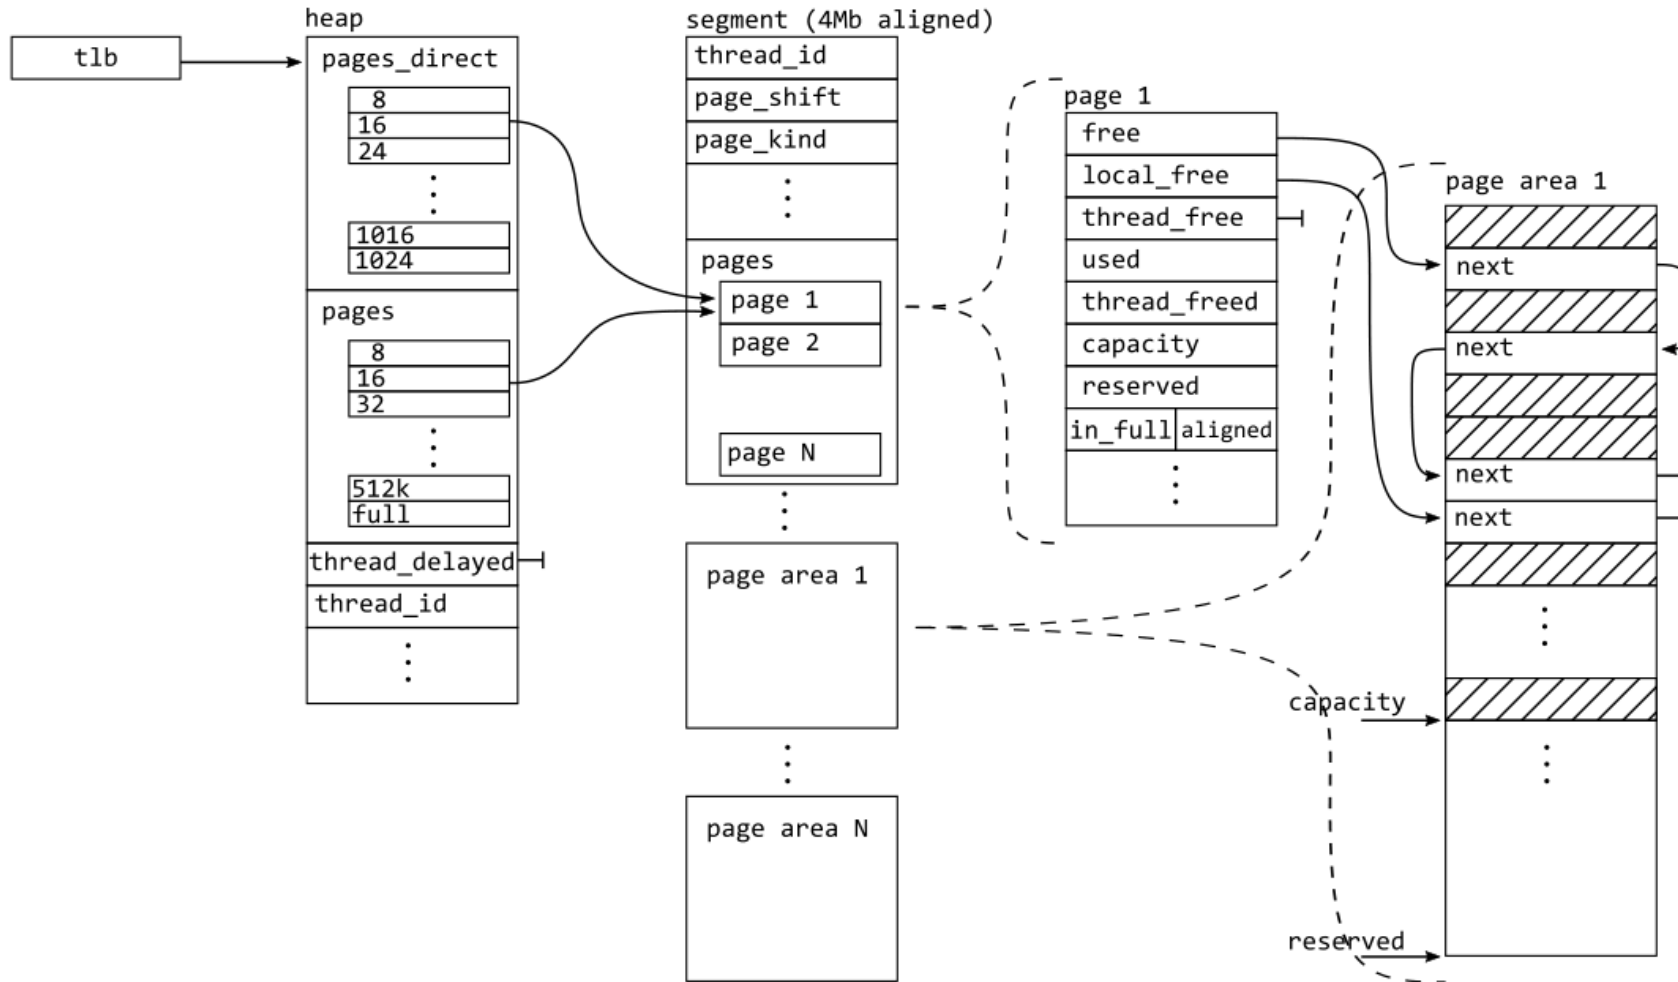 tlb
heap
pages_direct
8
16
24
1016
1024
pages
8
16
32
512k
full
thread_delayed
thread_id
segment (4Mb aligned)
thread_id
page_shift
page_kind
pages
page 1
page 2
page N
page area 1
page area N
page 1
free
local_free
thread_free
used
thread_freed
capacity
reserved
in_full aligned
page area 1
next
next
next
next
capacity
reserved